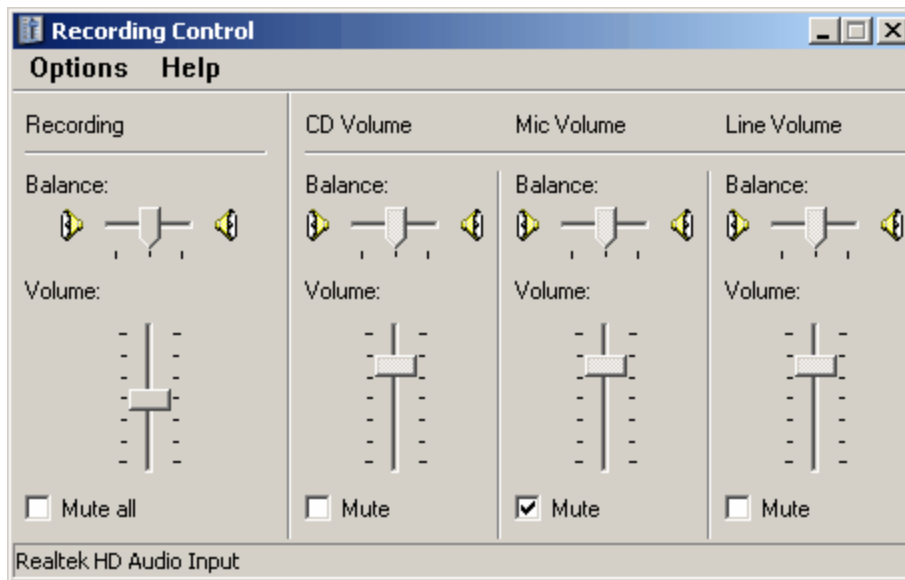 Recording Control
Options Help
Recording CD Volume Mic Volume Line Volume
Balance: Balance: Balance: Balance:
Volume: Volume: Volume: Volume:
Mute all Mute Mute Mute
Realtek HD Audio Input